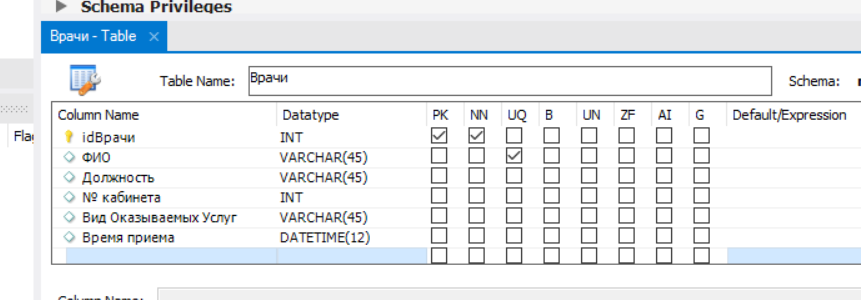 Schema Privileges
Врачи - Table
Table Name: Врачи Schema:
Column Name Datatype PK NN UQ B UN ZF AI G Default/Expression
idВрачи INT
ФИО VARCHAR(45)
Должность VARCHAR(45)
№ кабинета INT
Вид Оказываемых Услуг VARCHAR(45)
Время приема DATETIME(12)
Column Name: